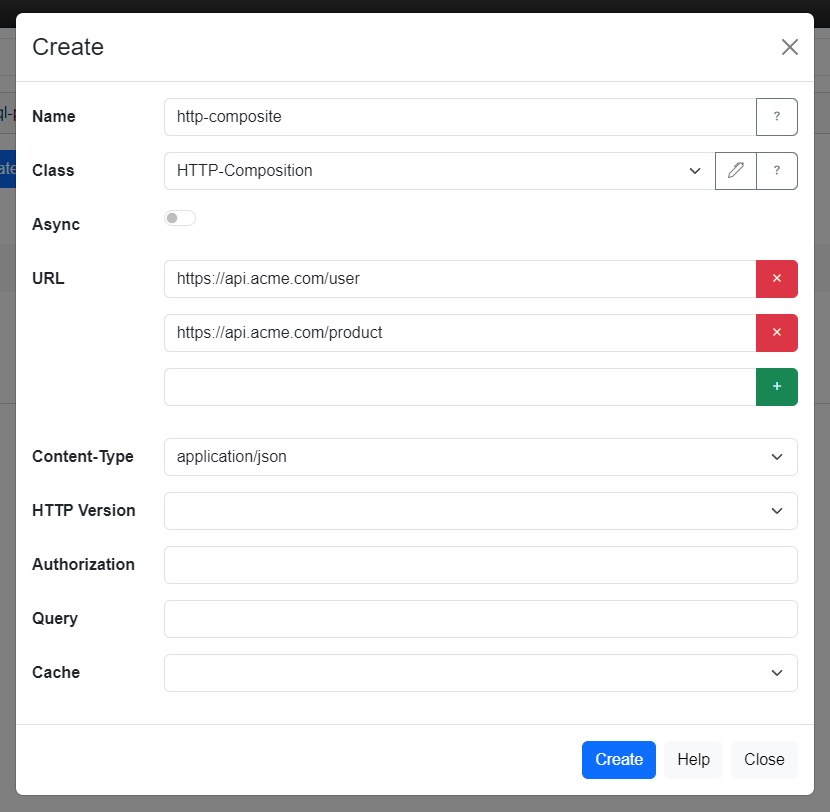 Create
Name
http-composite
?
Class
HTTP-Composition
?
Async
URL
https://api.acme.com/user
×
https://api.acme.com/product
×
+
Content-Type
application/json
HTTP Version
Authorization
Query
Cache
Create
Help
Close